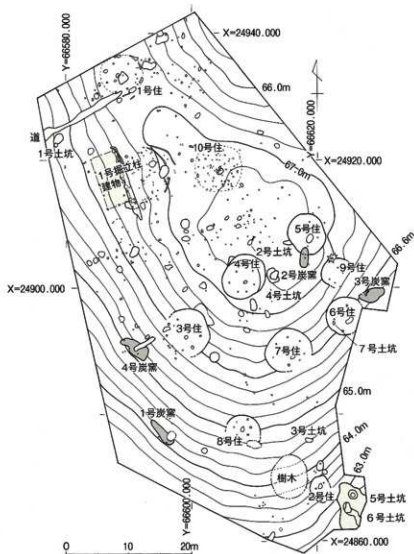 X=24940.000
Y=66580.000
1号住
66.0m
Y=66620.000
道
1号土坑
1号掘立柱
建物
10号住
X=24920.000
67.0m
5号住
2号土坑
66.6m
4号住
2号炭窯
9号住
3号炭窯
X=24900.000
4号土坑
6号住
3号住
7号住
7号土坑
4号炭窯
65.0m
1号炭窯
8号住
3号土坑
64.0m
63.0m
樹木
2号住
5号土坑
6号土坑
Y=66600.000
X=24860.000
0 10 20m